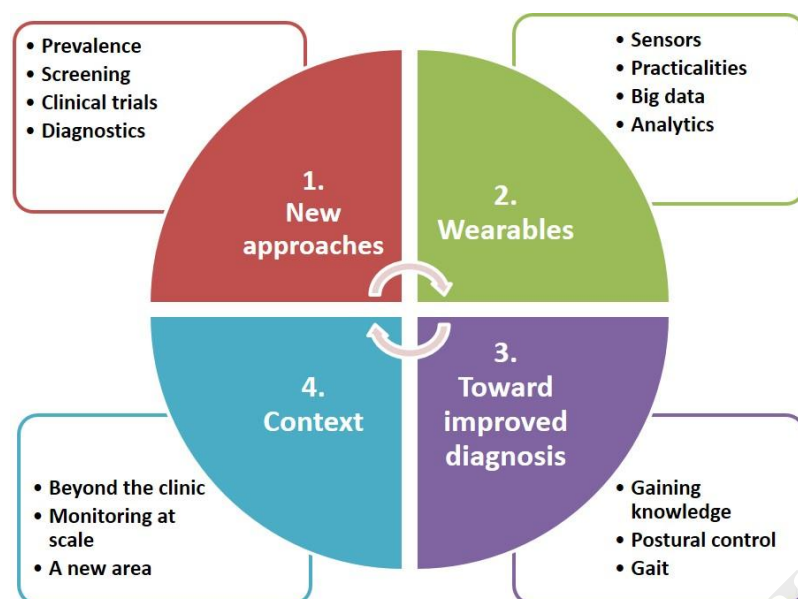 • Prevalence
• Screening
• Clinical trials
• Diagnostics
1.
New
approaches
• Sensors
• Practicalities
• Big data
• Analytics
2.
Wearables
3.
Toward
improved
diagnosis
• Gaining
knowledge
• Postural control
• Gait
4.
Context
• Beyond the clinic
• Monitoring at
scale
• A new area